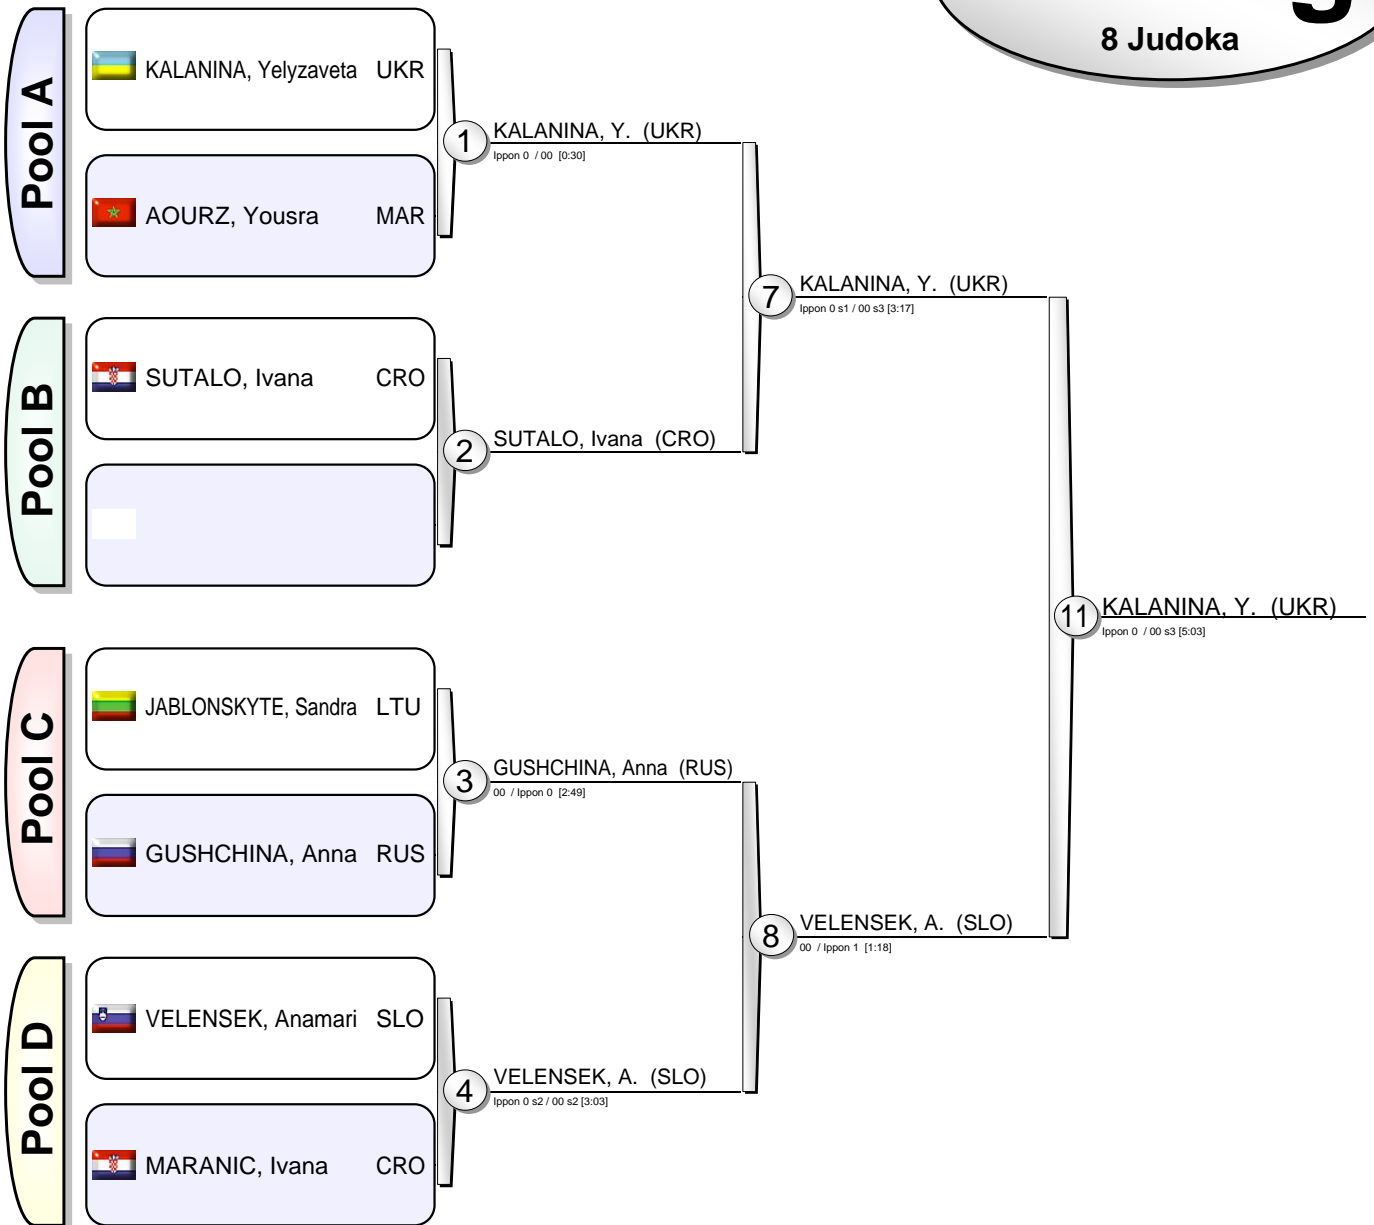 8 Judoka
Pool A
KALANINA, Yelyzaveta UKR
AOURZ, Yousra MAR
1
KALANINA, Y. (UKR)
Ippon 0 / 00 [0:30]
Pool B
SUTALO, Ivana CRO
2
SUTALO, Ivana (CRO)
7
KALANINA, Y. (UKR)
Ippon 0 s1 / 00 s3 [3:17]
Pool C
JABLONSKYTE, Sandra LTU
GUSHCHINA, Anna RUS
3
GUSHCHINA, Anna (RUS)
00 / Ippon 0 [2:49]
Pool D
VELENSEK, Anamari SLO
MARANIC, Ivana CRO
4
VELENSEK, A. (SLO)
Ippon 0 s2 / 00 s2 [3:03]
8
VELENSEK, A. (SLO)
00 / Ippon 1 [1:18]
11
KALANINA, Y. (UKR)
Ippon 0 / 00 s3 [5:03]